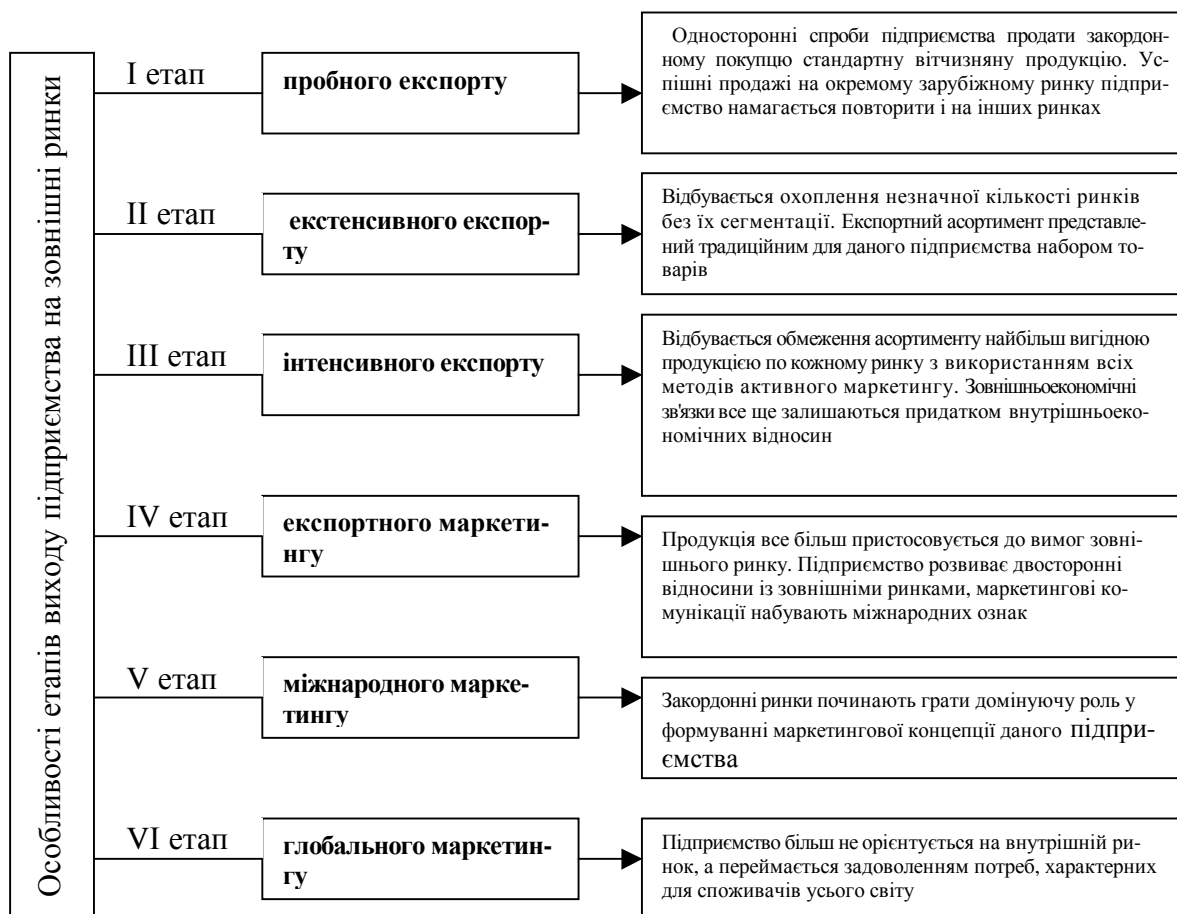 Особливості етапів виходу підприємства на зовнішні ринки
I етап
пробного експорту
Односторонні спроби підприємства продати закордон-
ному покупцю стандартну вітчизняну продукцію. Ус-
пішні продажі на окремому зарубіжному ринку підпри-
ємство намагається повторити і на інших ринках
II етап
екстенсивного експор-
ту
Відбувається охоплення незначної кількості ринків
без їх сегментації. Експортний асортимент представле-
ний традиційним для даного підприємства набором то-
варів
III етап
інтенсивного експорту
Відбувається обмеження асортименту найбільш вигідною
продукцією по кожному ринку з використанням всіх
методів активного маркетингу. Зовнішньоекономічні
зв'язки все ще залишаються придатком внутрішньоеко-
номічних відносин
IV етап
експортного маркети-
нгу
Продукція все більш пристосовується до вимог зовні-
шнього ринку. Підприємство розвиває двосторонні
відносини із зовнішніми ринками, маркетингові ко-
мунікації набувають міжнародних ознак
V етап
міжнародного марке-
тингу
Закордонні ринки починають грати домінуючу роль у
формуванні маркетингової концепції даного підпри-
ємства
VI етап
глобального маркетин-
гу
Підприємство більш не орієнтується на внутрішній ри-
нок, а переймається задоволенням потреб, характерних
для споживачів усього світу